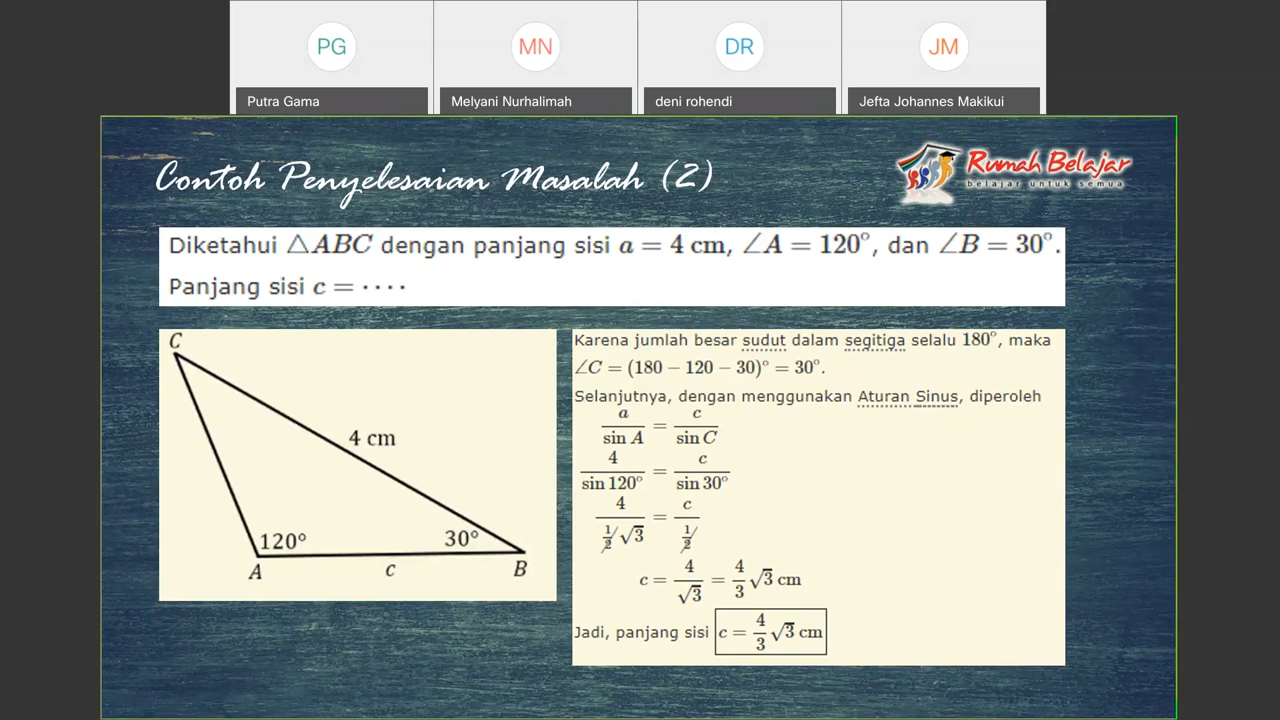 PG
MN
DR
JM
Putra Gama
Melyani Nurhalimah
deni rohendi
Jefta Johannes Makikui
Contoh Penyelesaian Masalah (2)
Rumah Belajar
belajar untuk semua
Diketahui △ABC dengan panjang sisi a = 4 cm, ∠A = 120°, dan ∠B = 30°.
Panjang sisi c = ····
C
4 cm
120°
30°
A
c
B
Karena jumlah besar sudut dalam segitiga selalu 180°, maka
∠C = (180 − 120 − 30)° = 30°.
Selanjutnya, dengan menggunakan Aturan Sinus, diperoleh
a/sin A = c/sin C
4/sin 120° = c/sin 30°
4/(1/2 √3) = c/(1/2)
c = 4/√3 = 4/3 √3 cm
Jadi, panjang sisi c = 4/3 √3 cm